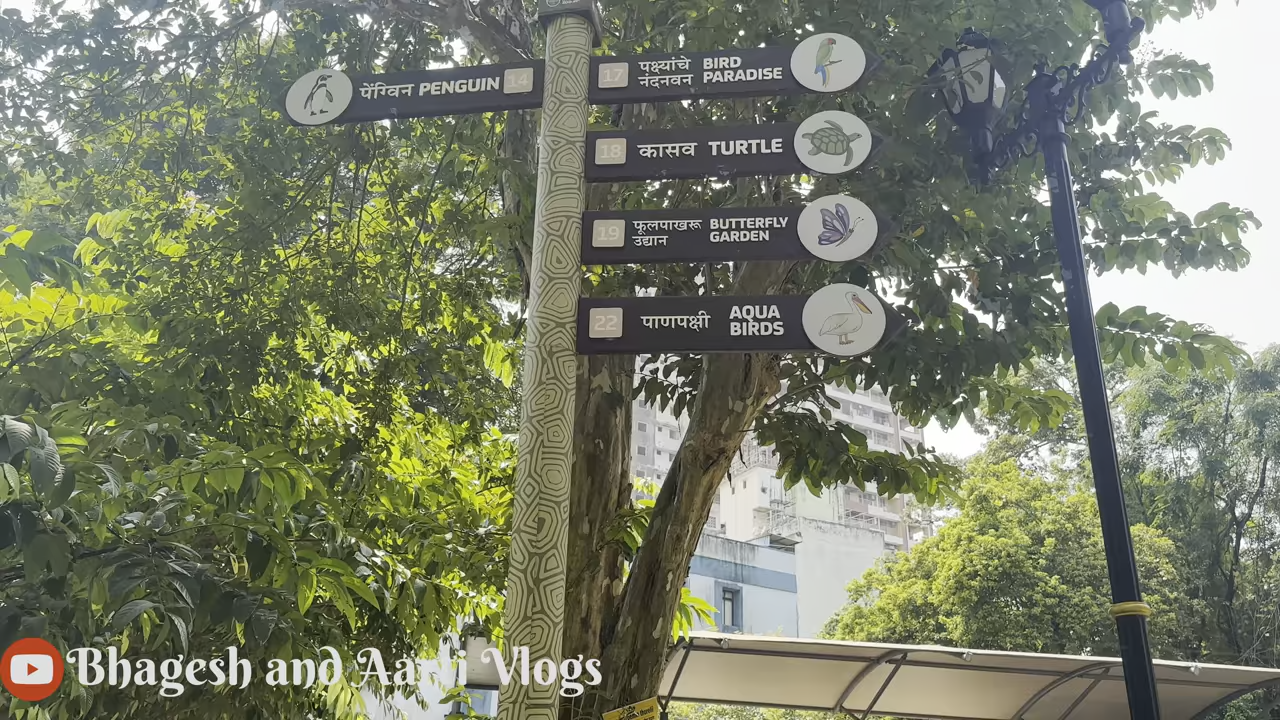 पेंग्विन PENGUIN 14
17 पक्ष्यांचे नंदनवन BIRD PARADISE
18 कासव TURTLE
19 फूलपाखरू उद्यान BUTTERFLY GARDEN
22 पाणपक्षी AQUA BIRDS
Bhagesh and Aarti Vlogs